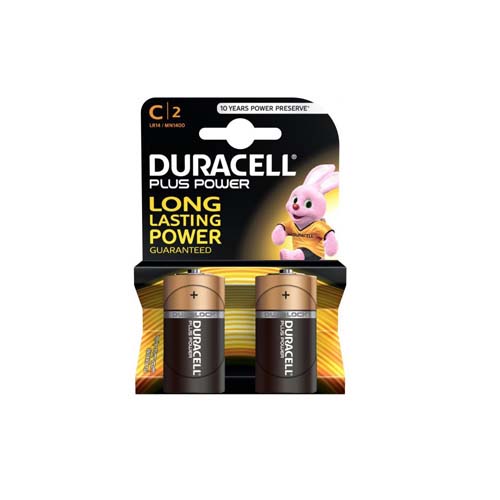 C|2
LR14 / MN1400
10 YEARS POWER PRESERVE
DURACELL
PLUS POWER
LONG
LASTING
POWER
GUARANTEED
DURACELL
+
DURALOCK
DURACELL
PLUS POWER
+
DURALOCK
DURACELL
PLUS POWER